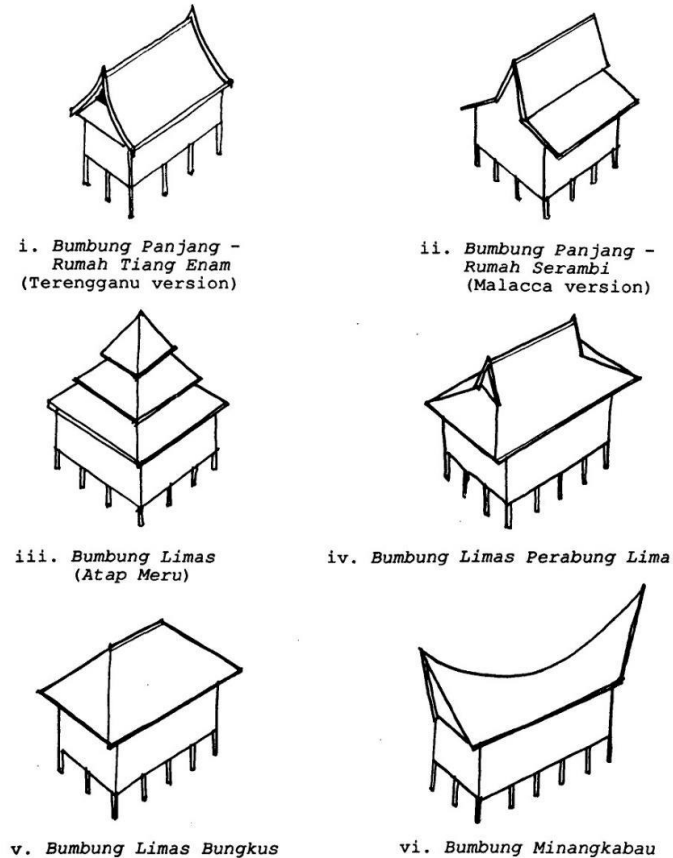 i. Bumbung Panjang -
Rumah Tiang Enam
(Terengganu version)
ii. Bumbung Panjang -
Rumah Serambi
(Malacca version)
iii. Bumbung Limas
(Atap Meru)
iv. Bumbung Limas Perabung Lima
v. Bumbung Limas Bungkus
vi. Bumbung Minangkabau